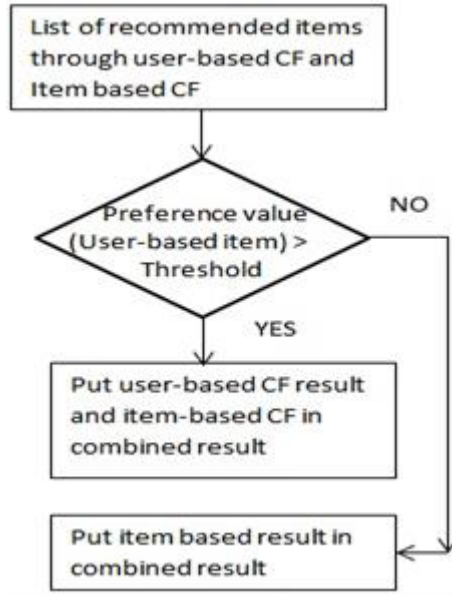 List of recommended items
through user-based CF and
Item based CF
Preference value
(User-based item) >
Threshold
NO
YES
Put user-based CF result
and item-based CF in
combined result
Put item based result in
combined result